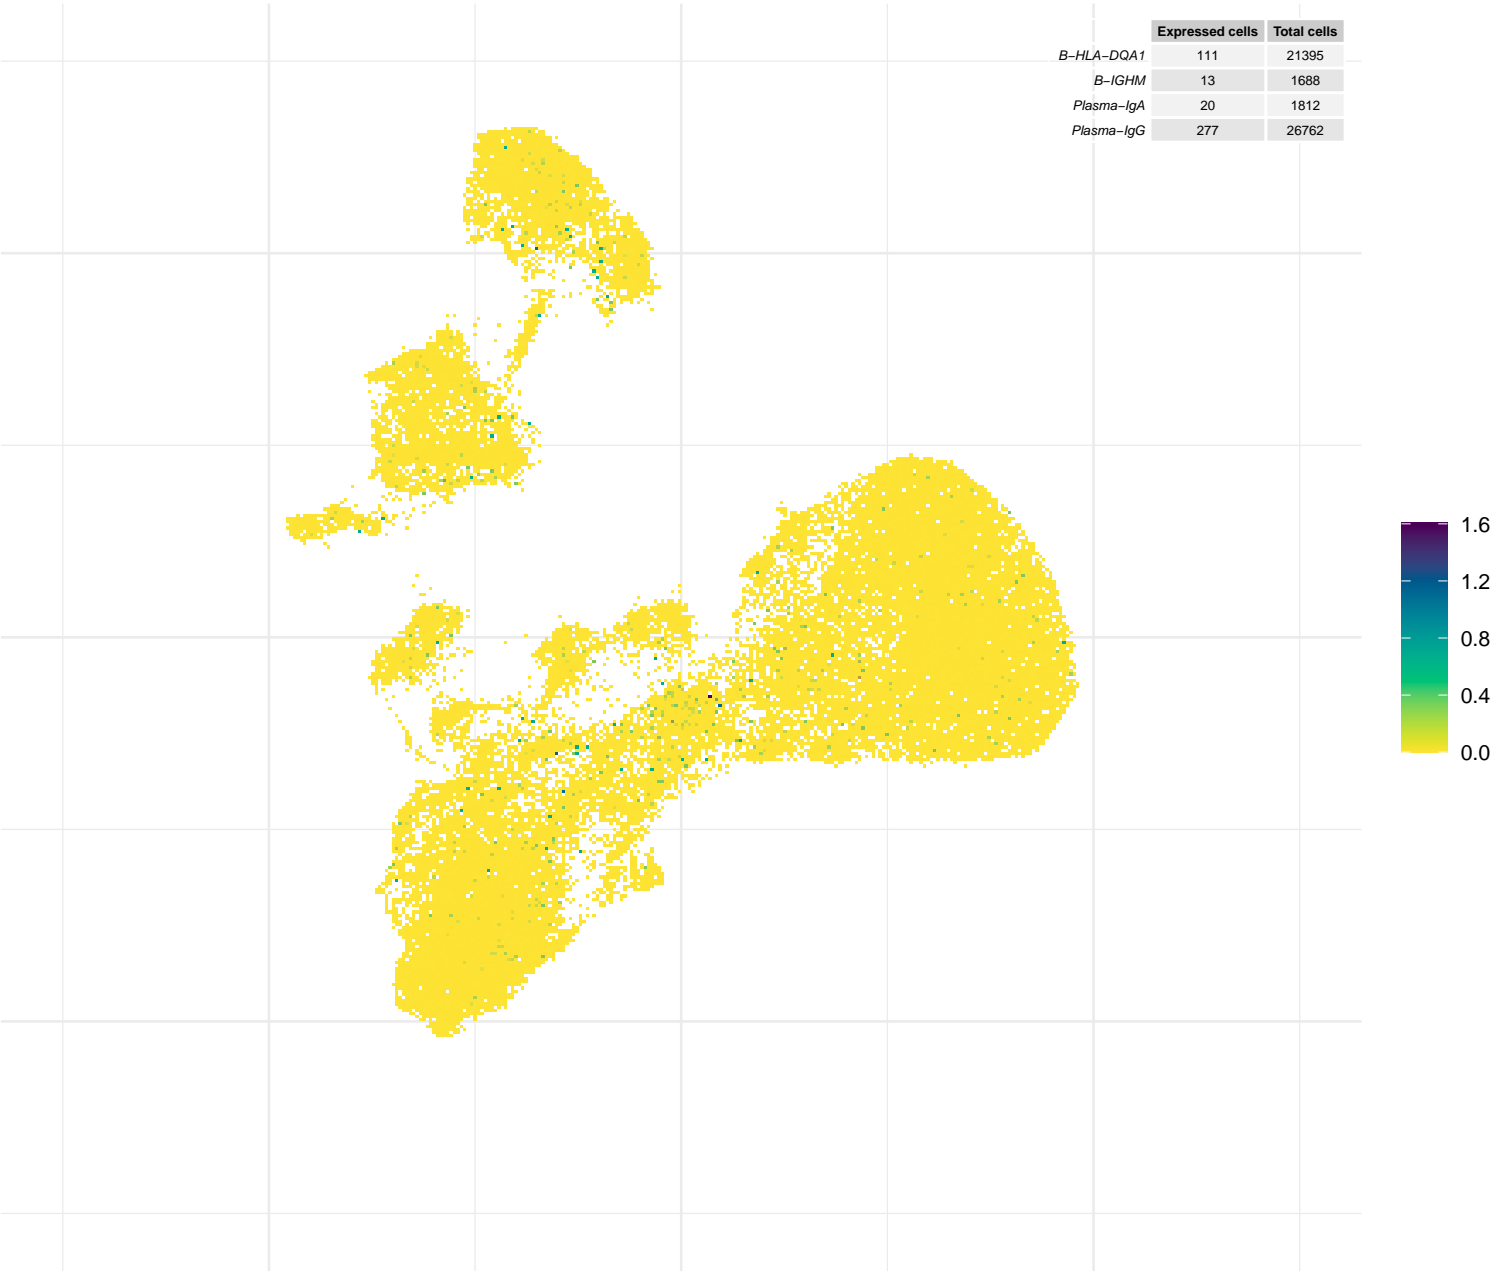 Expressed cells Total cells
B−HLA−DQA1 111 21395
B−IGHM 13 1688
Plasma−IgA 20 1812
Plasma−IgG 277 26762
1.6
1.2
0.8
0.4
0.0